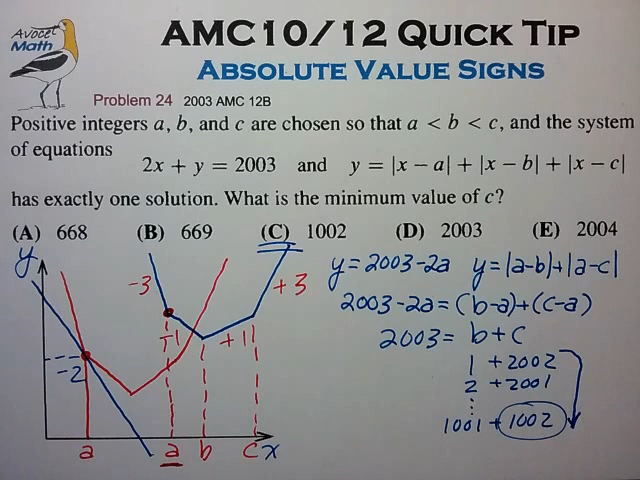 Avocet
Math
AMC10/12 QUICK TIP
ABSOLUTE VALUE SIGNS
Problem 24 2003 AMC 12B
Positive integers a, b, and c are chosen so that a < b < c, and the system
of equations
2x + y = 2003 and y = |x − a| + |x − b| + |x − c|
has exactly one solution. What is the minimum value of c?
(A) 668 (B) 669 (C) 1002 (D) 2003 (E) 2004
y
-3
+3
-1
+1
-2
a
a b c x
y=2003-2a y=|a-b|+|a-c|
2003-2a=(b-a)+(c-a)
2003= b+c
1 +2002
2 +2001
⋮
1001+1002